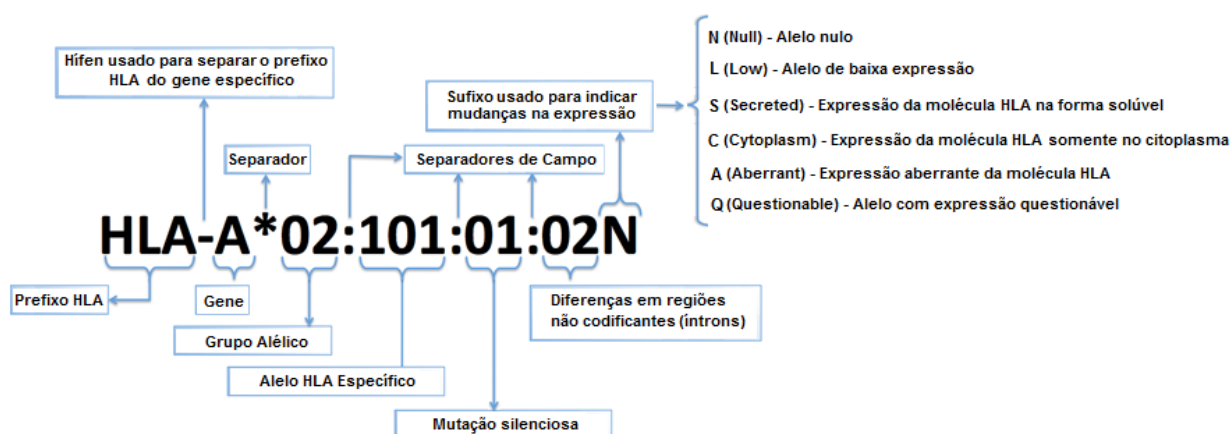 Hífen usado para separar o prefixo
HLA do gene específico
Separador
Sufixo usado para indicar
mudanças na expressão
Separadores de Campo
N (Null) - Alelo nulo
L (Low) - Alelo de baixa expressão
S (Secreted) - Expressão da molécula HLA na forma solúvel
C (Cytoplasm) - Expressão da molécula HLA somente no citoplasma
A (Aberrant) - Expressão aberrante da molécula HLA
Q (Questionable) - Alelo com expressão questionável
HLA-A*02:101:01:02N
Prefixo HLA
Gene
Grupo Alélico
Alelo HLA Específico
Mutação silenciosa
Diferenças em regiões
não codificantes (íntrons)